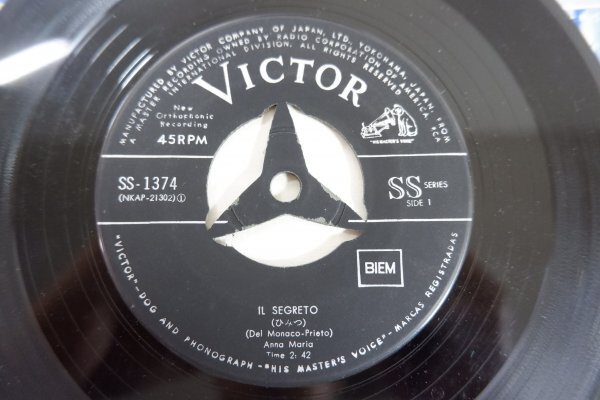 MANUFACTURED BY VICTOR COMPANY OF JAPAN, LTD. YOKOHAMA, JAPAN, FROM
A MASTER RECORDING OWNED BY RADIO CORPORATION OF AMERICA, RCA
INTERNATIONAL DIVISION. ALL RIGHTS RESERVED
VICTOR
New
Orthophonic
Recording
45RPM
"HIS MASTER'S VOICE"
SS-1374
(NKAP-21302)①
SS SERIES
SIDE 1
BIEM
IL SEGRETO
(ひみつ)
(Del Monaco-Prieto)
Anna Maria
Time 2: 42
"VICTOR"-DOG AND PHONOGRAPH-"HIS MASTER'S VOICE"-MARCAS REGISTRADAS